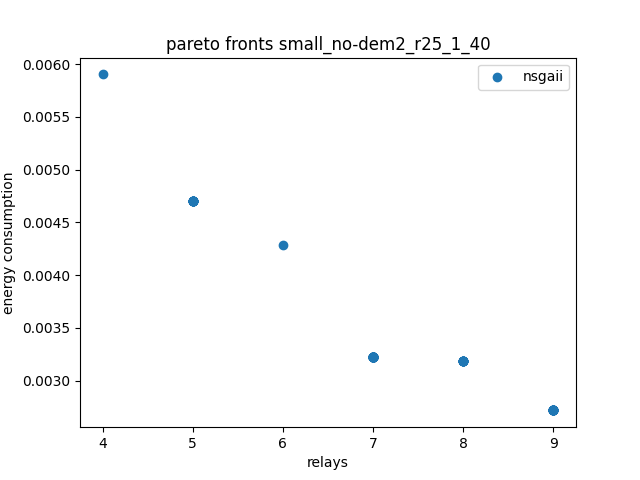 pareto fronts small_no-dem2_r25_1_40
nsgaii
0.0060
0.0055
0.0050
0.0045
0.0040
0.0035
0.0030
energy consumption
4 5 6 7 8 9
relays